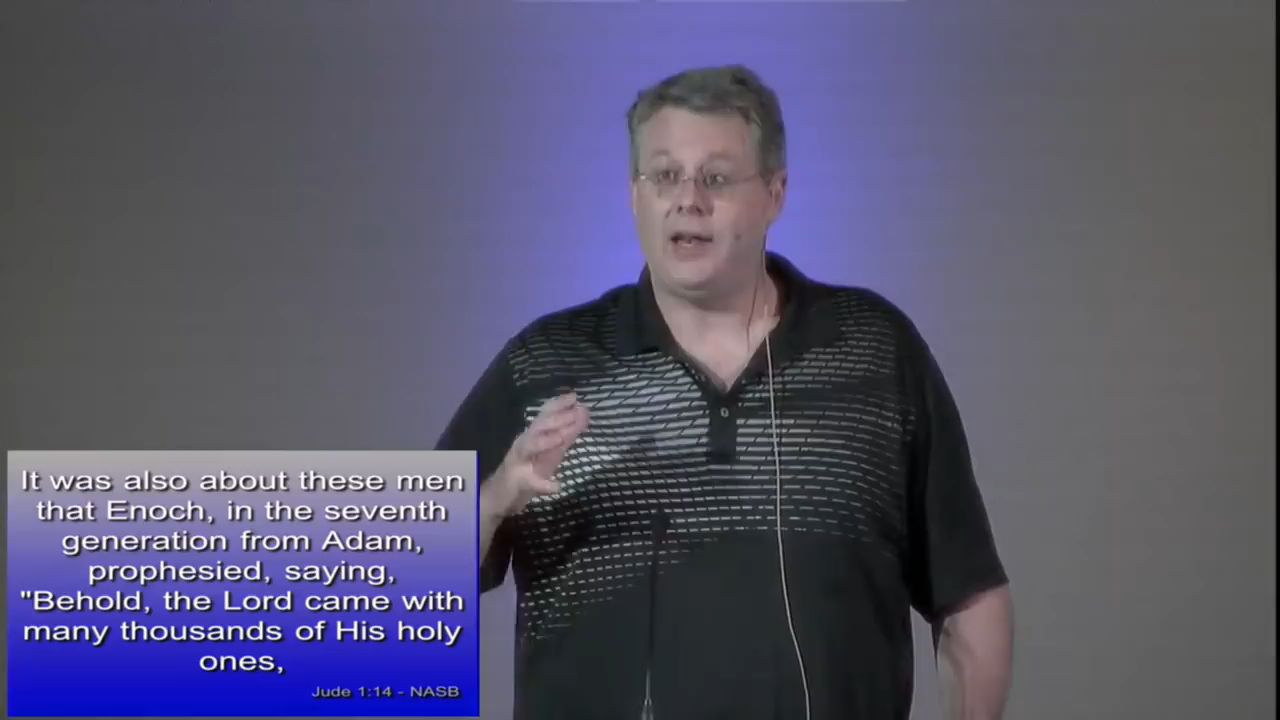 It was also about these men
that Enoch, in the seventh
generation from Adam,
prophesied, saying,
"Behold, the Lord came with
many thousands of His holy
ones,
Jude 1:14 - NASB